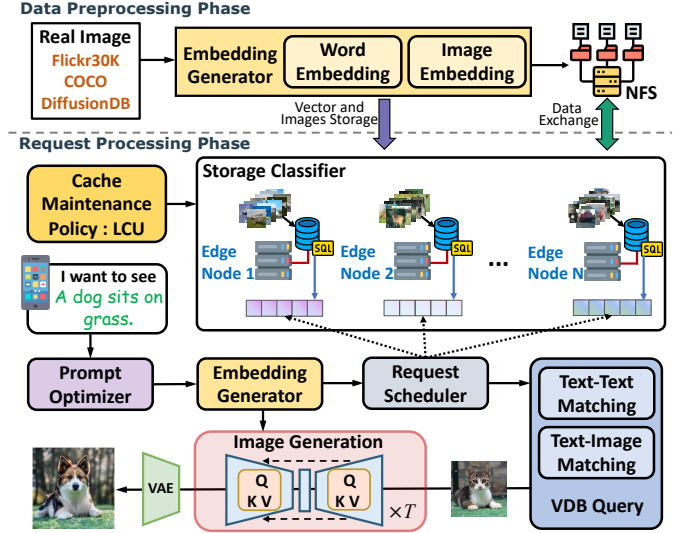 Data Preprocessing Phase
Real Image
Flickr30K
COCO
DiffusionDB
Embedding
Generator
Word
Embedding
Image
Embedding
NFS
Vector and
Images Storage
Data
Exchange
Request Processing Phase
Cache
Maintenance
Policy : LCU
Storage Classifier
Edge
Node 1
SQL
Edge
Node 2
SQL
...
Edge
Node N
SQL
I want to see
A dog sits on
grass.
Prompt
Optimizer
Embedding
Generator
Request
Scheduler
Text-Text
Matching
Text-Image
Matching
VDB Query
Image Generation
Q
K V
Q
K V
×T
VAE